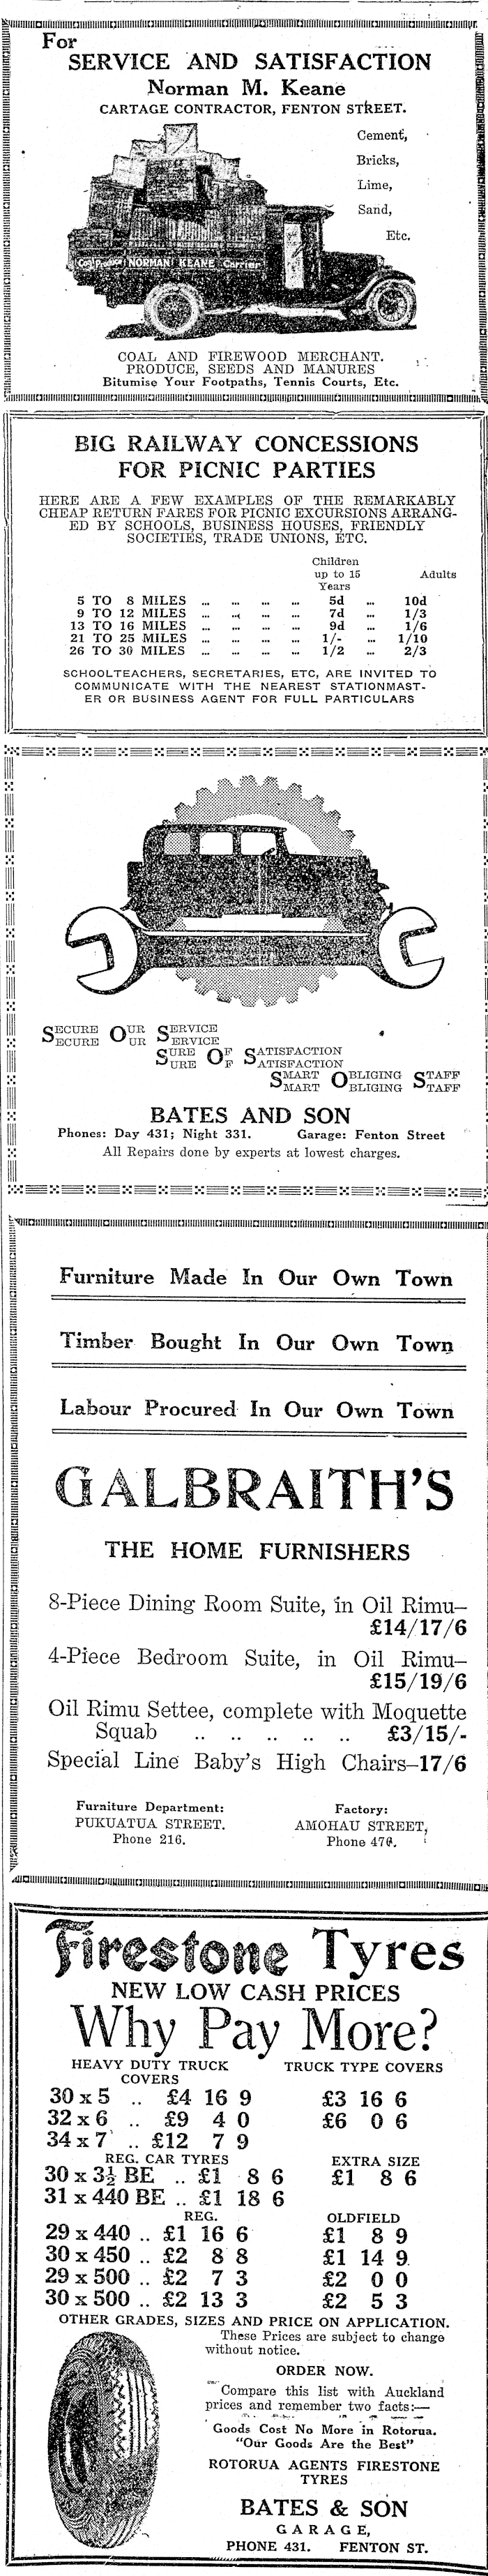 For
SERVICE AND SATISFACTION
Norman M. Keane
CARTAGE CONTRACTOR, FENTON STREET.
Cement,
Bricks,
Lime,
Sand,
Etc.
NORMAN KEANE Carrier
COAL AND FIREWOOD MERCHANT.
PRODUCE, SEEDS AND MANURES
Bitumise Your Footpaths, Tennis Courts, Etc.
BIG RAILWAY CONCESSIONS
FOR PICNIC PARTIES
HERE ARE A FEW EXAMPLES OF THE REMARKABLY
CHEAP RETURN FARES FOR PICNIC EXCURSIONS ARRANG-
ED BY SCHOOLS, BUSINESS HOUSES, FRIENDLY
SOCIETIES, TRADE UNIONS, ETC.
Children
up to 15 Adults
Years
5 TO 8 MILES ... ... ... ... 5d ... 10d
9 TO 12 MILES ... ... ... ... 7d ... 1/3
13 TO 16 MILES ... ... ... ... 9d ... 1/6
21 TO 25 MILES ... ... ... ... 1/- ... 1/10
26 TO 30 MILES ... ... ... ... 1/2 ... 2/3
SCHOOLTEACHERS, SECRETARIES, ETC, ARE INVITED TO
COMMUNICATE WITH THE NEAREST STATIONMAST-
ER OR BUSINESS AGENT FOR FULL PARTICULARS
SECURE OUR SERVICE
ECURE UR ERVICE
SURE OF SATISFACTION
URE F ATISFACTION
SMART OBLIGING STAFF
MART BLIGING TAFF
BATES AND SON
Phones: Day 431; Night 331. Garage: Fenton Street
All Repairs done by experts at lowest charges.
Furniture Made In Our Own Town
Timber Bought In Our Own Town
Labour Procured In Our Own Town
GALBRAITH'S
THE HOME FURNISHERS
8-Piece Dining Room Suite, in Oil Rimu—
£14/17/6
4-Piece Bedroom Suite, in Oil Rimu—
£15/19/6
Oil Rimu Settee, complete with Moquette
Squab .. .. .. .. .. £3/15/-
Special Line Baby's High Chairs—17/6
Furniture Department: Factory:
PUKUATUA STREET. AMOHAU STREET,
Phone 216. Phone 476.
Firestone Tyres
NEW LOW CASH PRICES
Why Pay More?
HEAVY DUTY TRUCK TRUCK TYPE COVERS
COVERS
30 x 5 .. £4 16 9 £3 16 6
32 x 6 .. £9 4 0 £6 0 6
34 x 7 .. £12 7 9
REG. CAR TYRES EXTRA SIZE
30 x 3½ BE .. £1 8 6 £1 8 6
31 x 440 BE .. £1 18 6
REG. OLDFIELD
29 x 440 .. £1 16 6 £1 8 9
30 x 450 .. £2 8 8 £1 14 9
29 x 500 .. £2 7 3 £2 0 0
30 x 500 .. £2 13 3 £2 5 3
OTHER GRADES, SIZES AND PRICE ON APPLICATION.
These Prices are subject to change
without notice.
ORDER NOW.
Compare this list with Auckland
prices and remember two facts:—
Goods Cost No More in Rotorua.
"Our Goods Are the Best"
ROTORUA AGENTS FIRESTONE
TYRES
BATES & SON
GARAGE,
PHONE 431. FENTON ST.